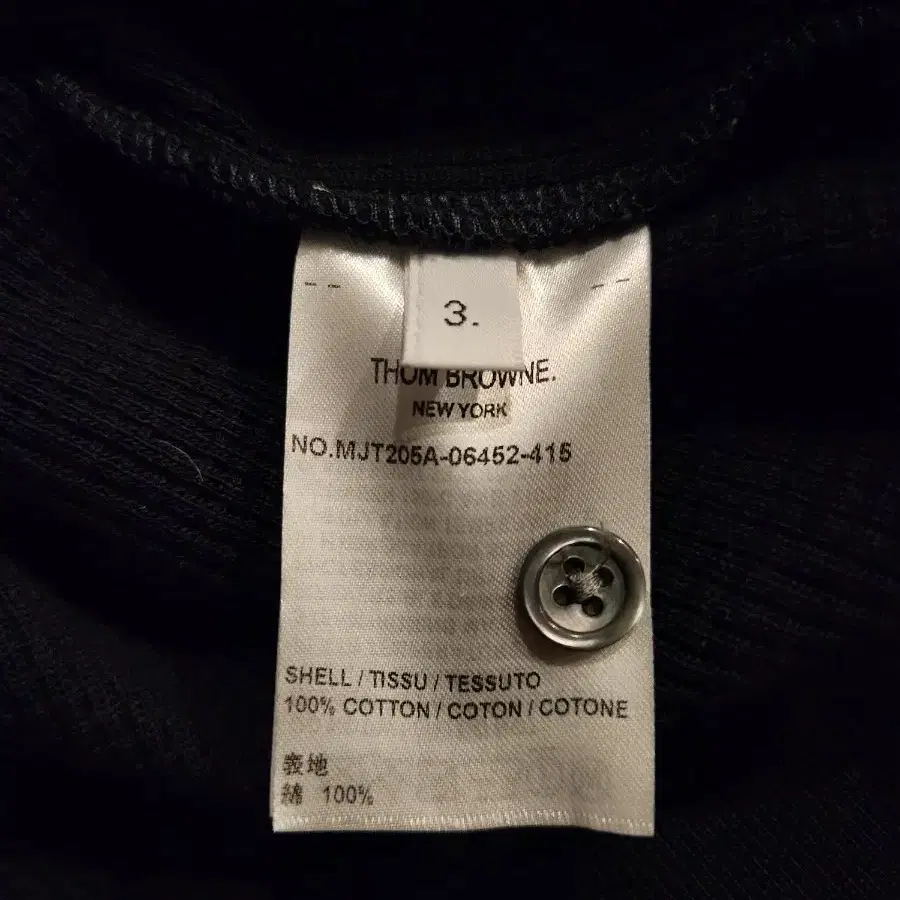 3.
THOM BROWNE.
NEW YORK
NO.MJT205A-06452-415
SHELL / TISSU / TESSUTO
100% COTTON / COTON / COTONE
表地
綿 100%